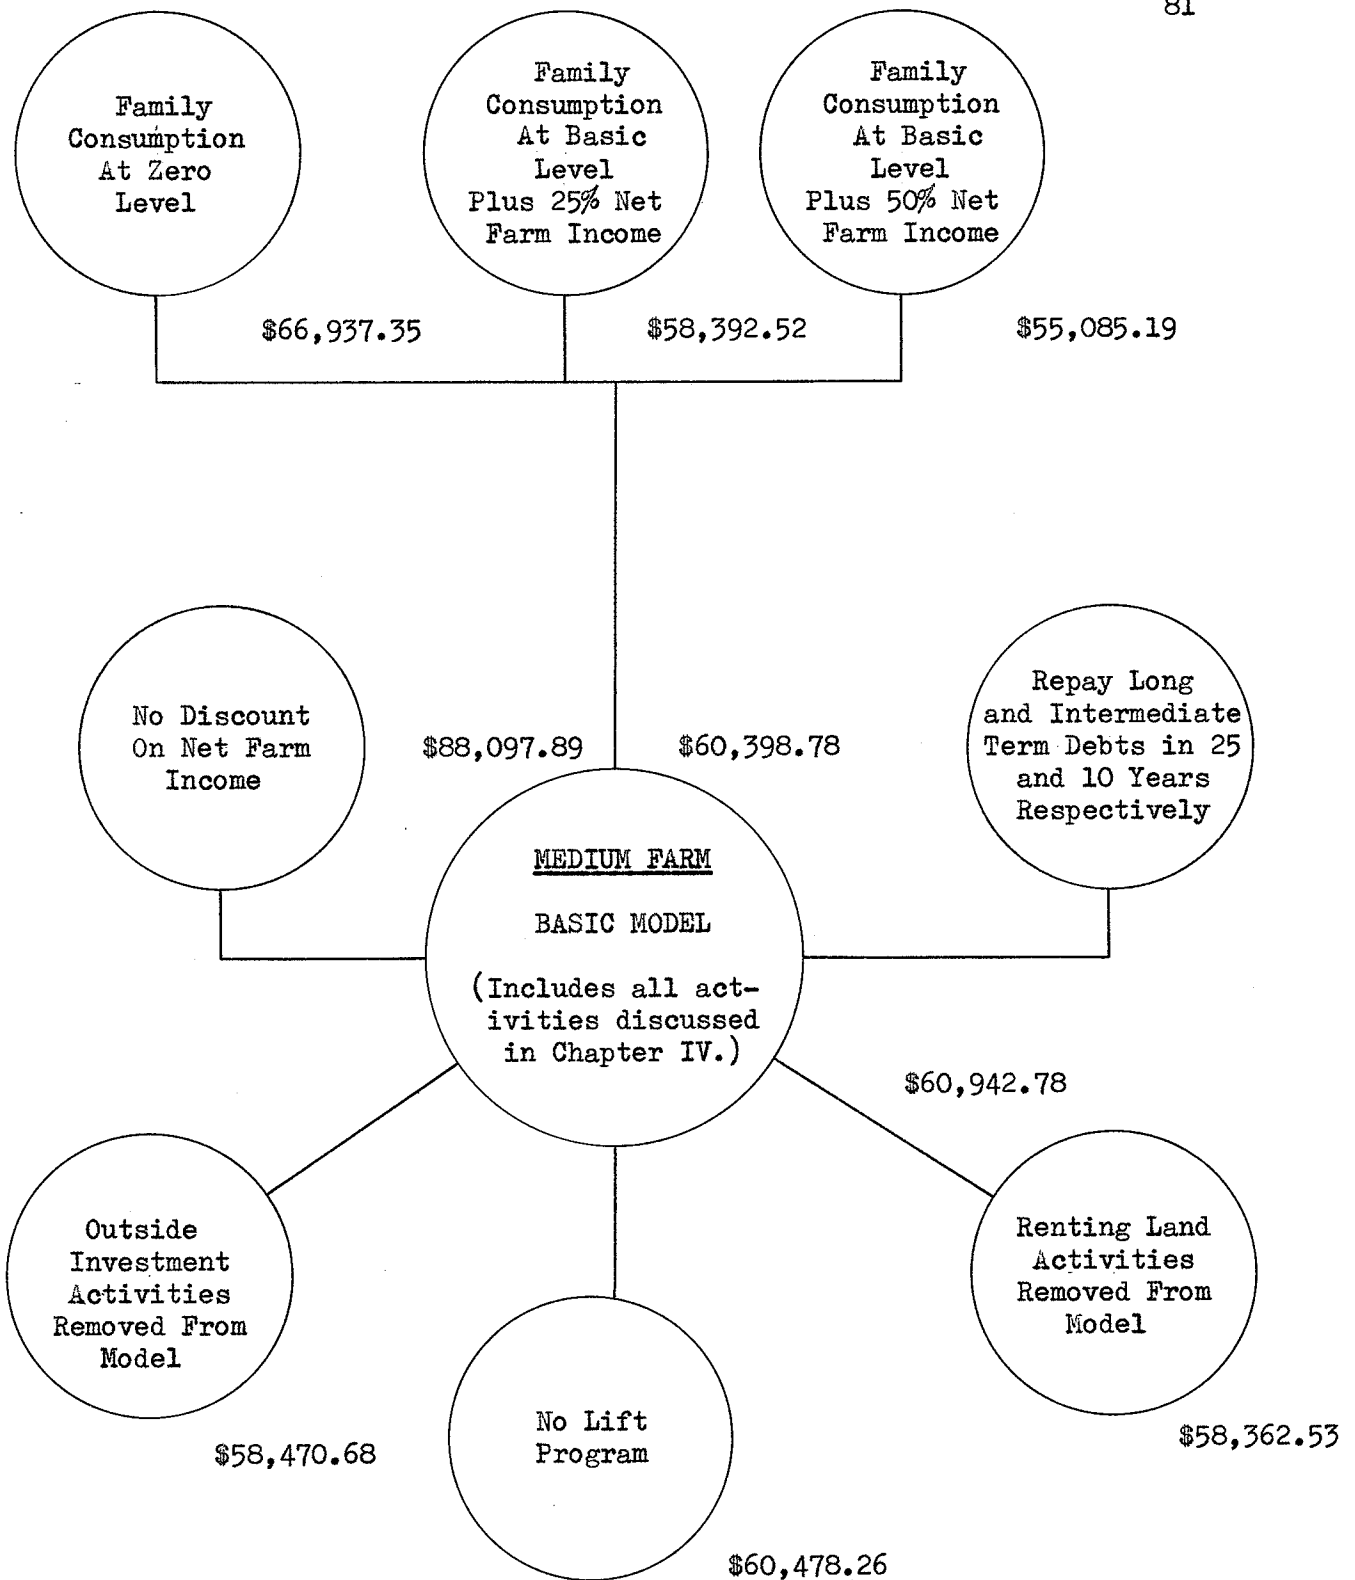 81
Family
Consumption
At Zero
Level
Family
Consumption
At Basic
Level
Plus 25% Net
Farm Income
Family
Consumption
At Basic
Level
Plus 50% Net
Farm Income
$66,937.35
$58,392.52
$55,085.19
No Discount
On Net Farm
Income
$88,097.89
$60,398.78
Repay Long
and Intermediate
Term Debts in 25
and 10 Years
Respectively
MEDIUM FARM
BASIC MODEL
(Includes all act-
ivities discussed
in Chapter IV.)
$60,942.78
Outside
Investment
Activities
Removed From
Model
$58,470.68
No Lift
Program
$60,478.26
Renting Land
Activities
Removed From
Model
$58,362.53